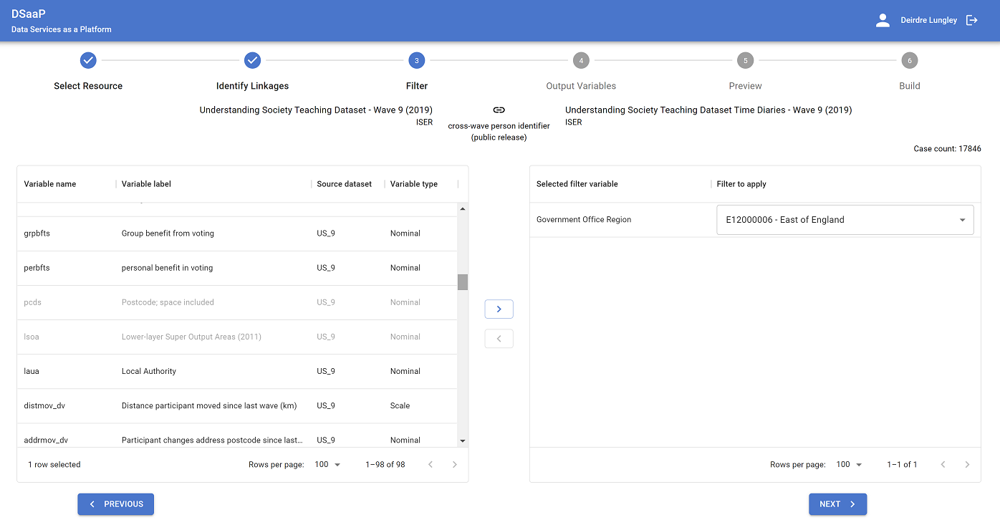 DSaaP
Data Services as a Platform
Deirdre Lungley
3
4
5
6
Select Resource
Identify Linkages
Filter
Output Variables
Preview
Build
Understanding Society Teaching Dataset - Wave 9 (2019)
ISER
cross-wave person identifier
(public release)
Understanding Society Teaching Dataset Time Diaries - Wave 9 (2019)
ISER
Case count: 17846
Variable name Variable label Source dataset Variable type
grpbfts Group benefit from voting US_9 Nominal
perbfts personal benefit in voting US_9 Nominal
pcds Postcode; space included US_9 Nominal
lsoa Lower-layer Super Output Areas (2011) US_9 Nominal
laua Local Authority US_9 Nominal
distmov_dv Distance participant moved since last wave (km) US_9 Scale
addrmov_dv Participant changes address postcode since last... US_9 Nominal
1 row selected Rows per page: 100 1–98 of 98
Selected filter variable Filter to apply
Government Office Region E12000006 - East of England
Rows per page: 100 1–1 of 1
PREVIOUS
NEXT